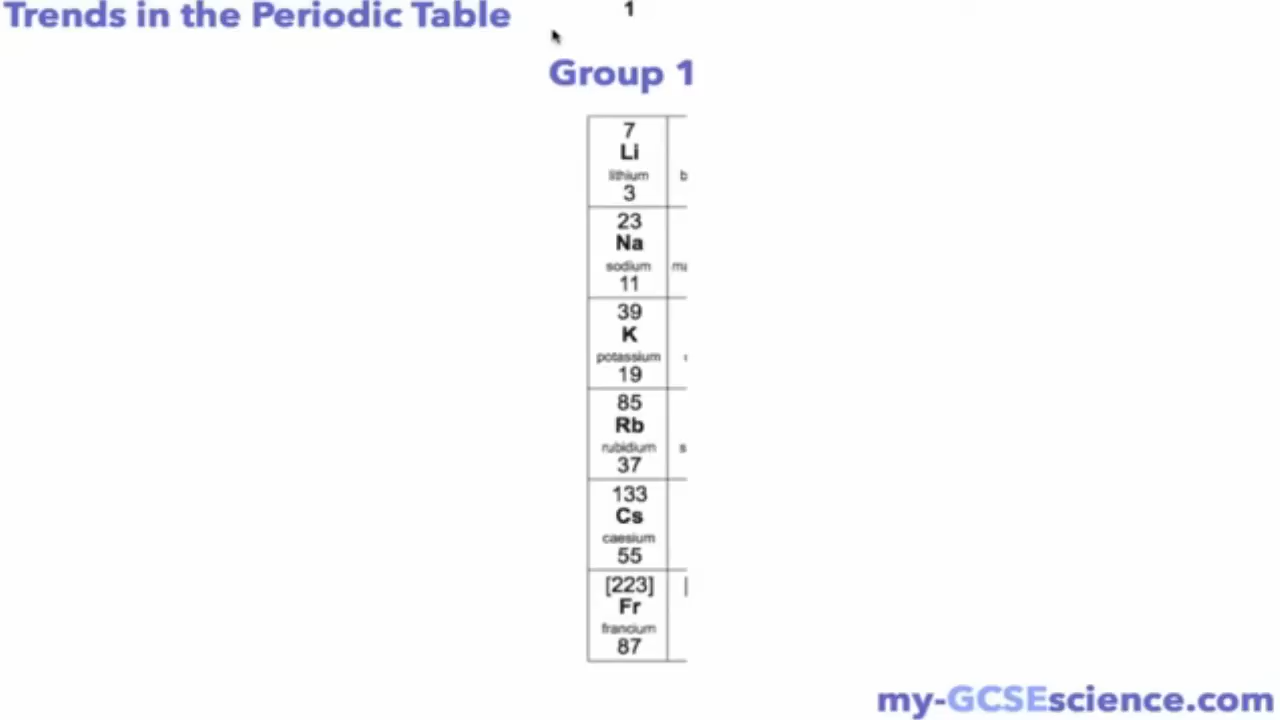 Trends in the Periodic Table
1
Group 1
7
Li
lithium
3
b
23
Na
sodium
11
ma
39
K
potassium
19
85
Rb
rubidium
37
s
133
Cs
caesium
55
[223]
Fr
francium
87
[
my-GCSEscience.com